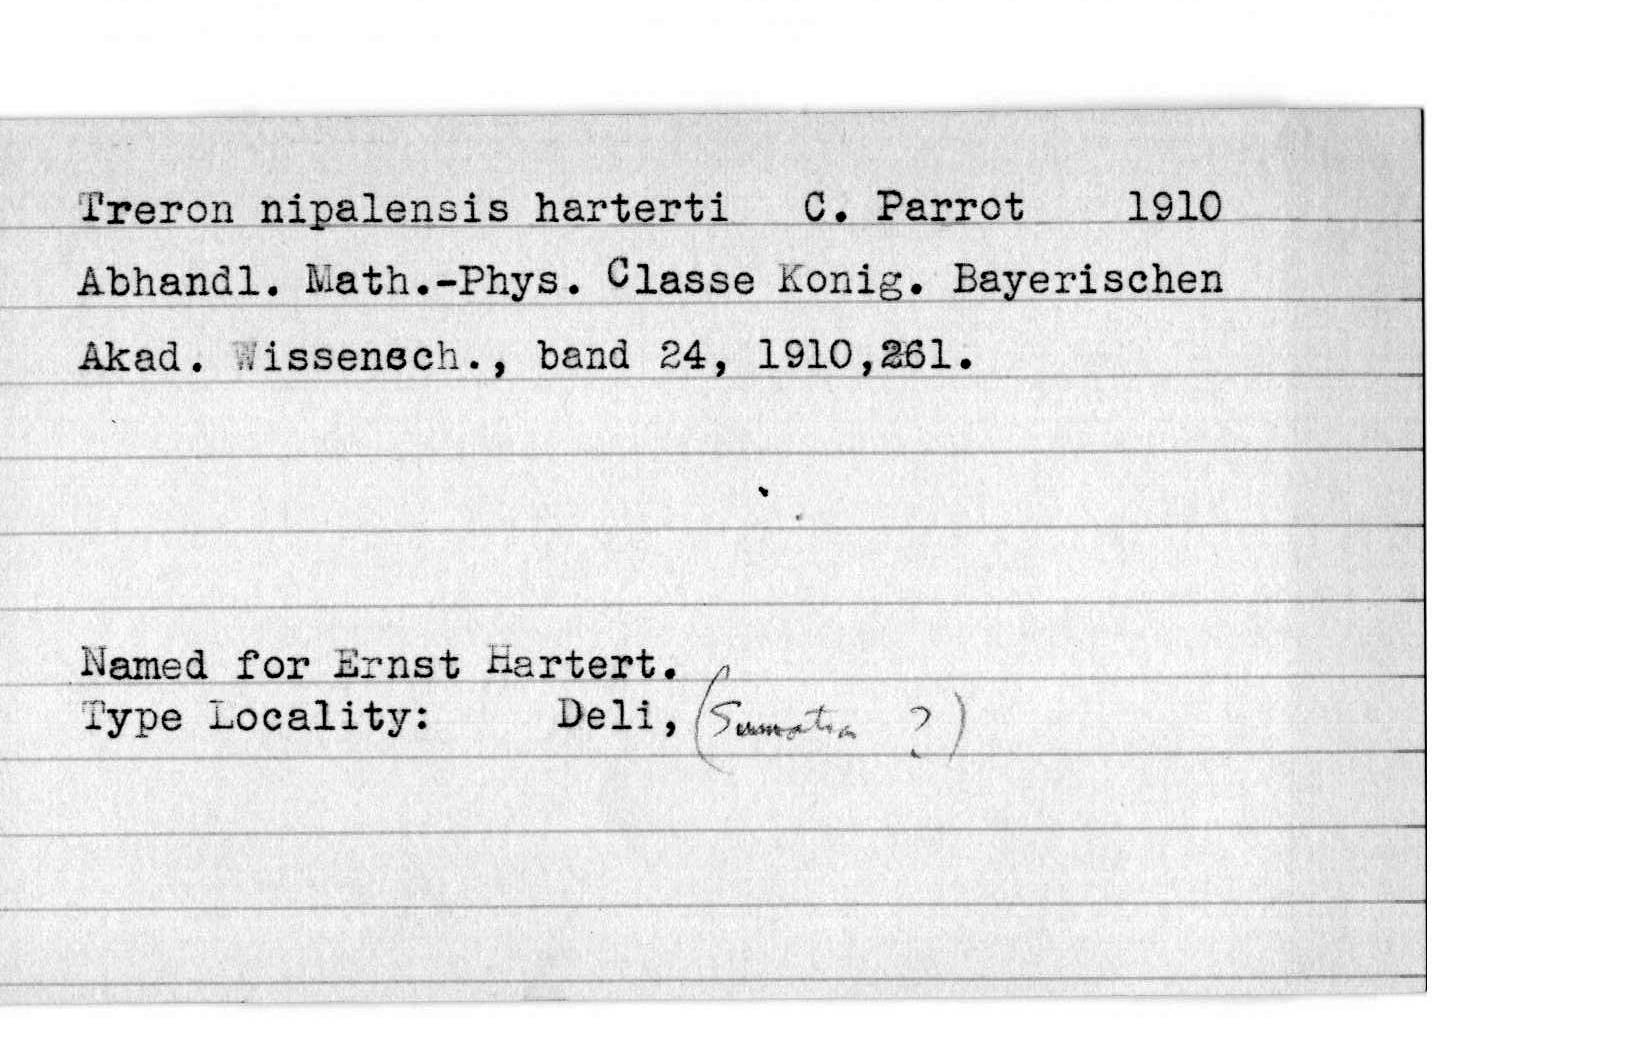 Treron nipalensis harterti C. Parrot 1910
Abhandl. Math.-Phys. Classe Konig. Bayerischen
Akad. Wissensch., band 24, 1910,261.
Named for Ernst Hartert.
Type Locality: Deli, (Sumatra ?)